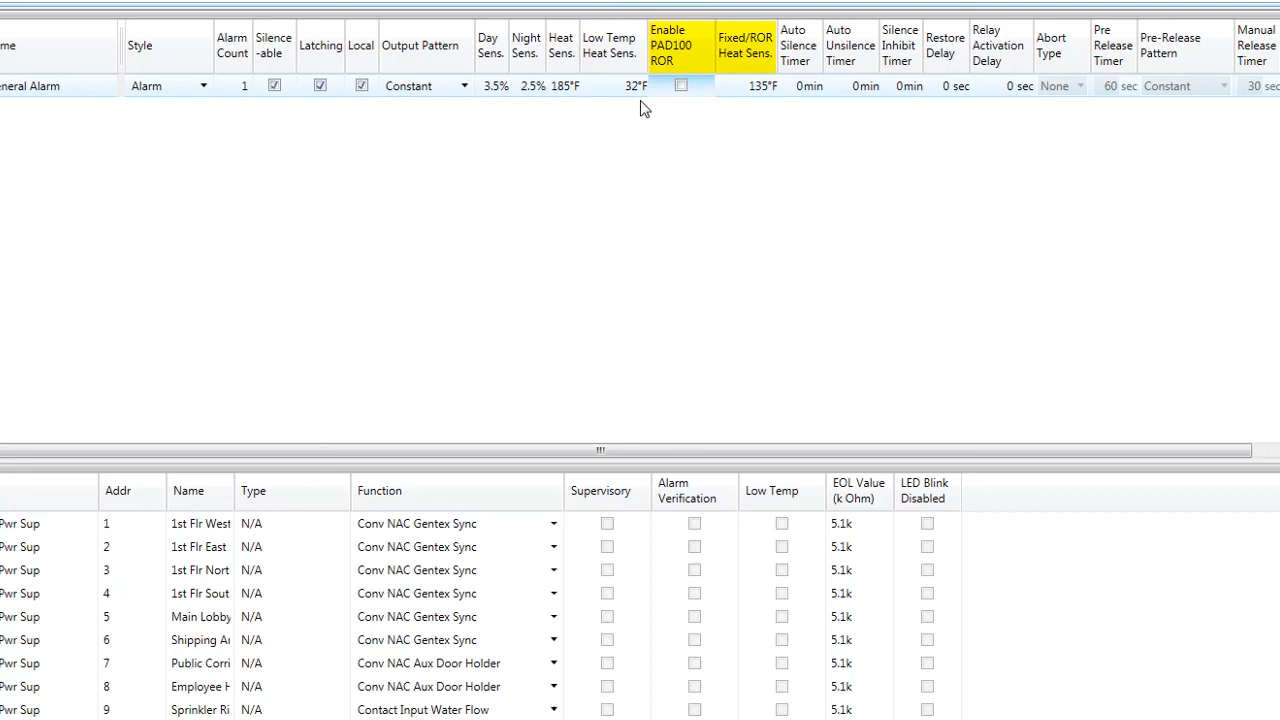 me
Style
Alarm Count
Silence -able
Latching
Local
Output Pattern
Day Sens.
Night Sens.
Heat Sens.
Low Temp Heat Sens.
Enable PAD100 ROR
Fixed/ROR Heat Sens.
Auto Silence Timer
Auto Unsilence Timer
Silence Inhibit Timer
Restore Delay
Relay Activation Delay
Abort Type
Pre Release Timer
Pre-Release Pattern
Manual Release Timer
eneral Alarm Alarm 1 Constant 3.5% 2.5% 185°F 32°F 135°F 0min 0min 0min 0 sec 0 sec None 60 sec Constant 30 sec
Addr Name Type Function Supervisory Alarm Verification Low Temp EOL Value (k Ohm) LED Blink Disabled
Pwr Sup 1 1st Flr West N/A Conv NAC Gentex Sync 5.1k
Pwr Sup 2 1st Flr East N/A Conv NAC Gentex Sync 5.1k
Pwr Sup 3 1st Flr Nort N/A Conv NAC Gentex Sync 5.1k
Pwr Sup 4 1st Flr Sout N/A Conv NAC Gentex Sync 5.1k
Pwr Sup 5 Main Lobby N/A Conv NAC Gentex Sync 5.1k
Pwr Sup 6 Shipping Ar N/A Conv NAC Gentex Sync 5.1k
Pwr Sup 7 Public Corri N/A Conv NAC Aux Door Holder 5.1k
Pwr Sup 8 Employee H N/A Conv NAC Aux Door Holder 5.1k
Pwr Sup 9 Sprinkler Ri N/A Contact Input Water Flow 5.1k